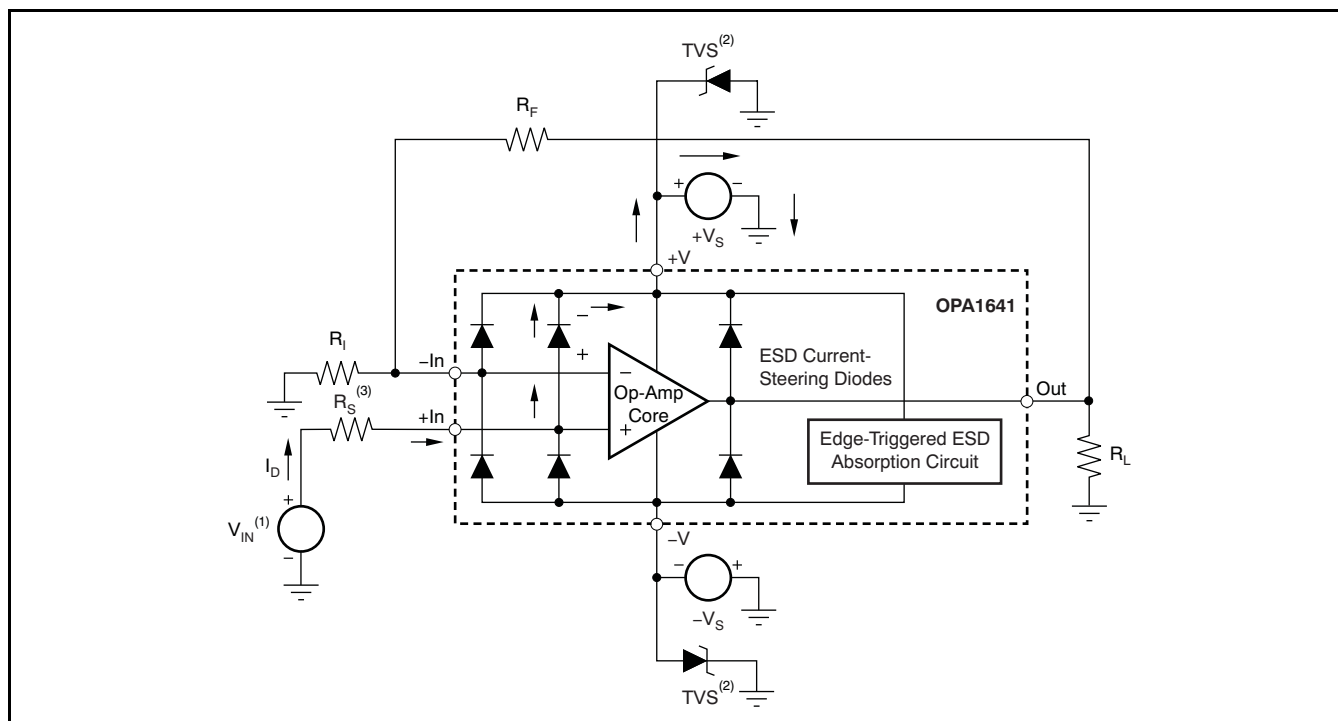 TVS(2)
RF
+ −
+VS
+V
OPA1641
−
+
RI
−In
−
Op-Amp
Core
ESD Current-
Steering Diodes
Out
RS(3)
+In
+
Edge-Triggered ESD
Absorption Circuit
RL
ID
+
VIN(1)
−
−V
− +
−VS
TVS(2)